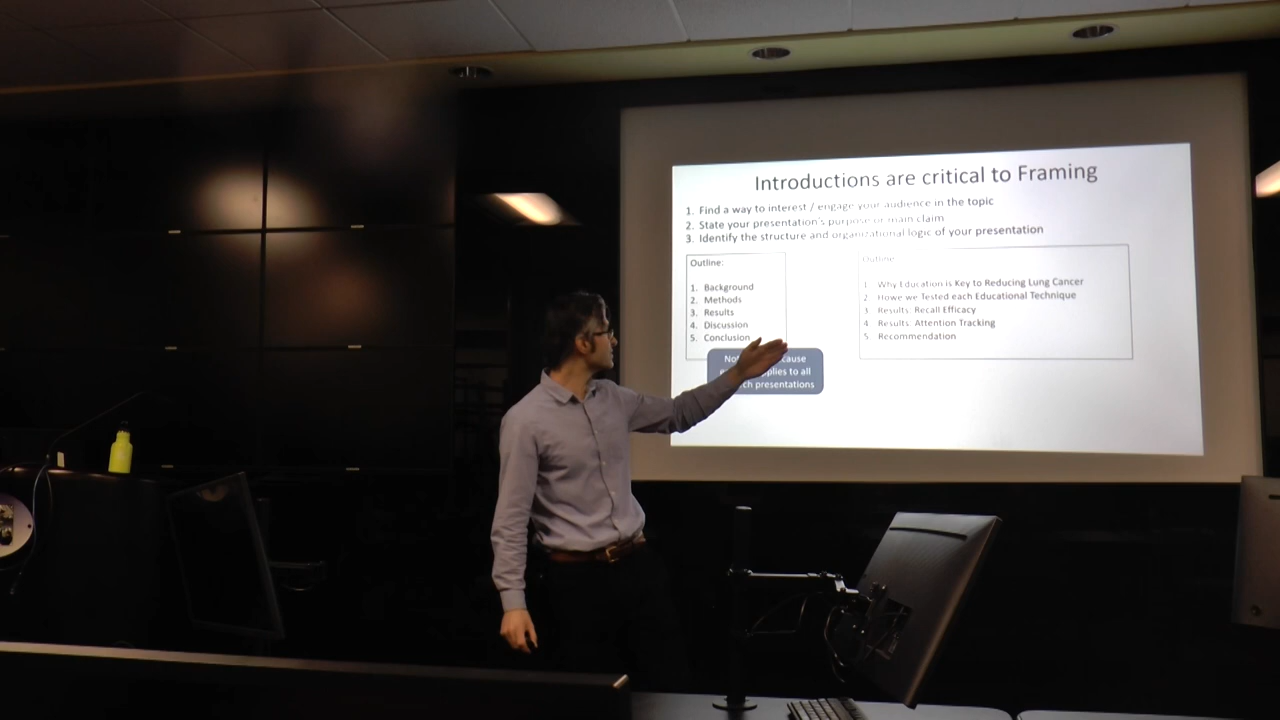 Introductions are critical to Framing
1. Find a way to interest / engage your audience in the topic
2. State your presentation's purpose or main claim
3. Identify the structure and organizational logic of your presentation
Outline:
1. Background
2. Methods
3. Results
4. Discussion
5. Conclusion
Not cause
plies to all
ch presentations
Outline
1 Why Education is Key to Reducing Lung Cancer
2 Howe we Tested each Educational Technique
3 Results: Recall Efficacy
4 Results: Attention Tracking
5 Recommendation